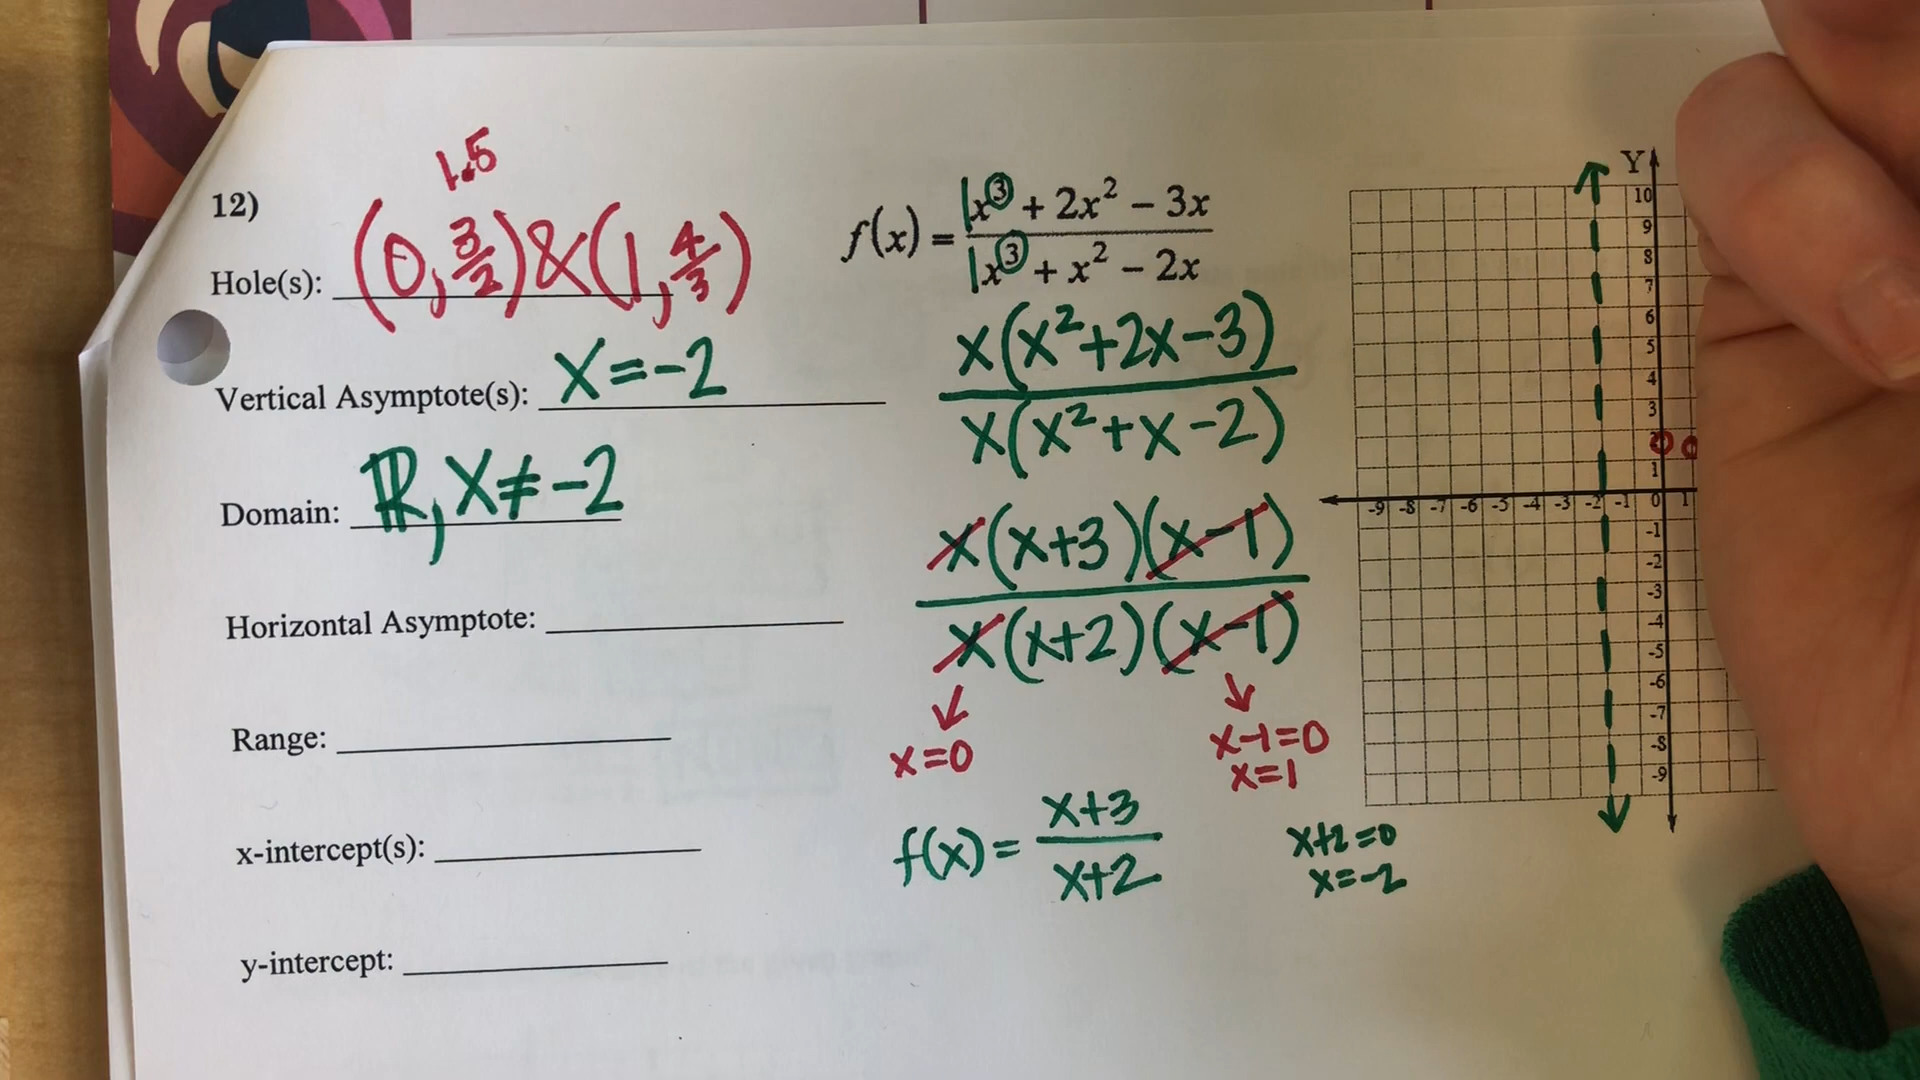 1.5
12)
Hole(s): (0, 3/2) & (1, 4/3)
Vertical Asymptote(s): x=-2
Domain: ℝ, x≠-2
Horizontal Asymptote:
Range:
x-intercept(s):
y-intercept:
f(x) = 1x³ + 2x² − 3x
1x³ + x² − 2x
x(x²+2x-3)
x(x²+x-2)
x(x+3)(x-1)
x(x+2)(x-1)
x=0
x-1=0
x=1
f(x)= x+3
x+2
x+2=0
x=-2
Y
10
9
8
7
6
5
4
3
2
1
-9 -8 -7 -6 -5 -4 -3 -2 -1 0 1
-1
-2
-3
-4
-5
-6
-7
-8
-9